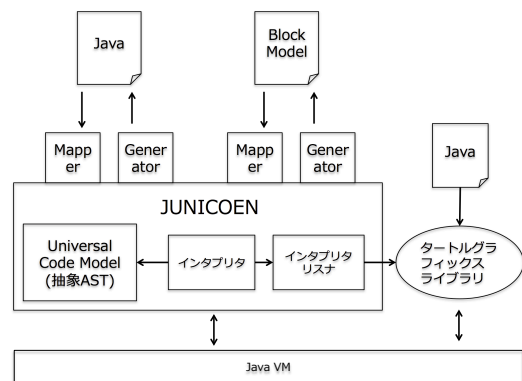 Java
Block
Model
Mapp
er
Gener
ator
Mapp
er
Gener
ator
Java
JUNICOEN
Universal
Code Model
(抽象AST)
インタプリタ
インタプリタ
リスナ
タートルグラ
フィックス
ライブラリ
Java VM